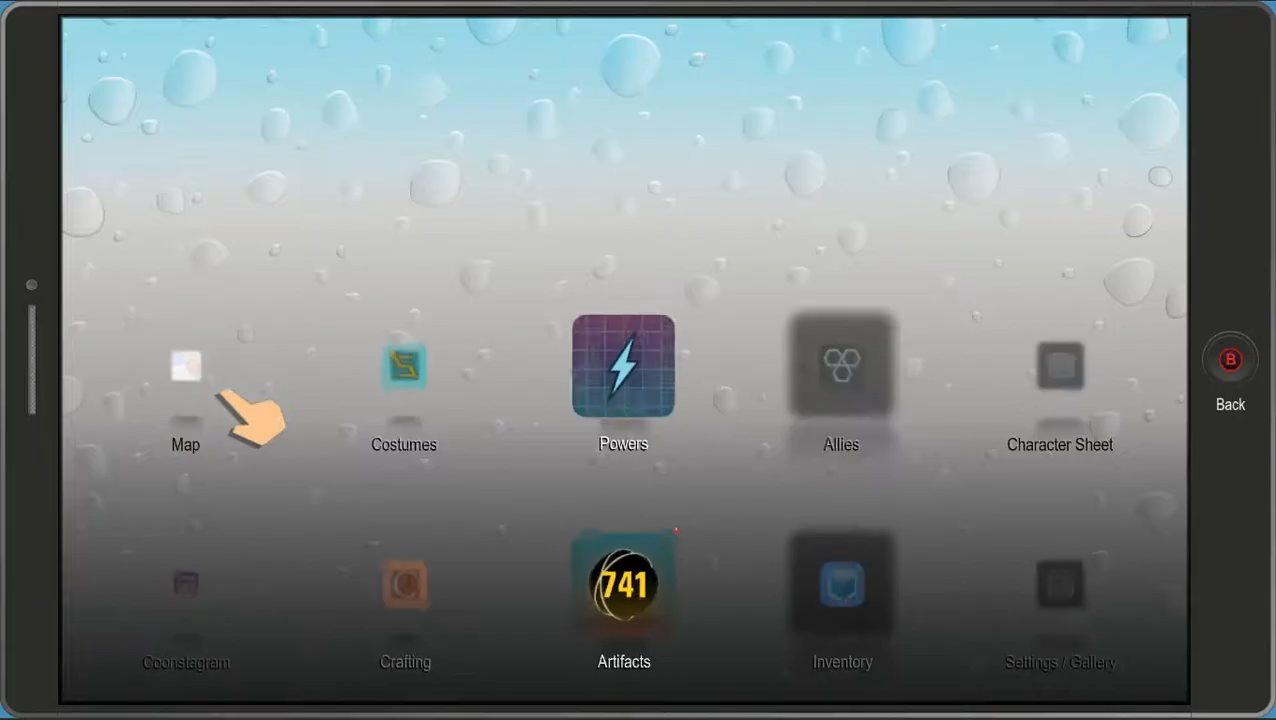 B
Back
Map
Costumes
Powers
Allies
Character Sheet
741
Coonstagram
Crafting
Artifacts
Inventory
Settings / Gallery